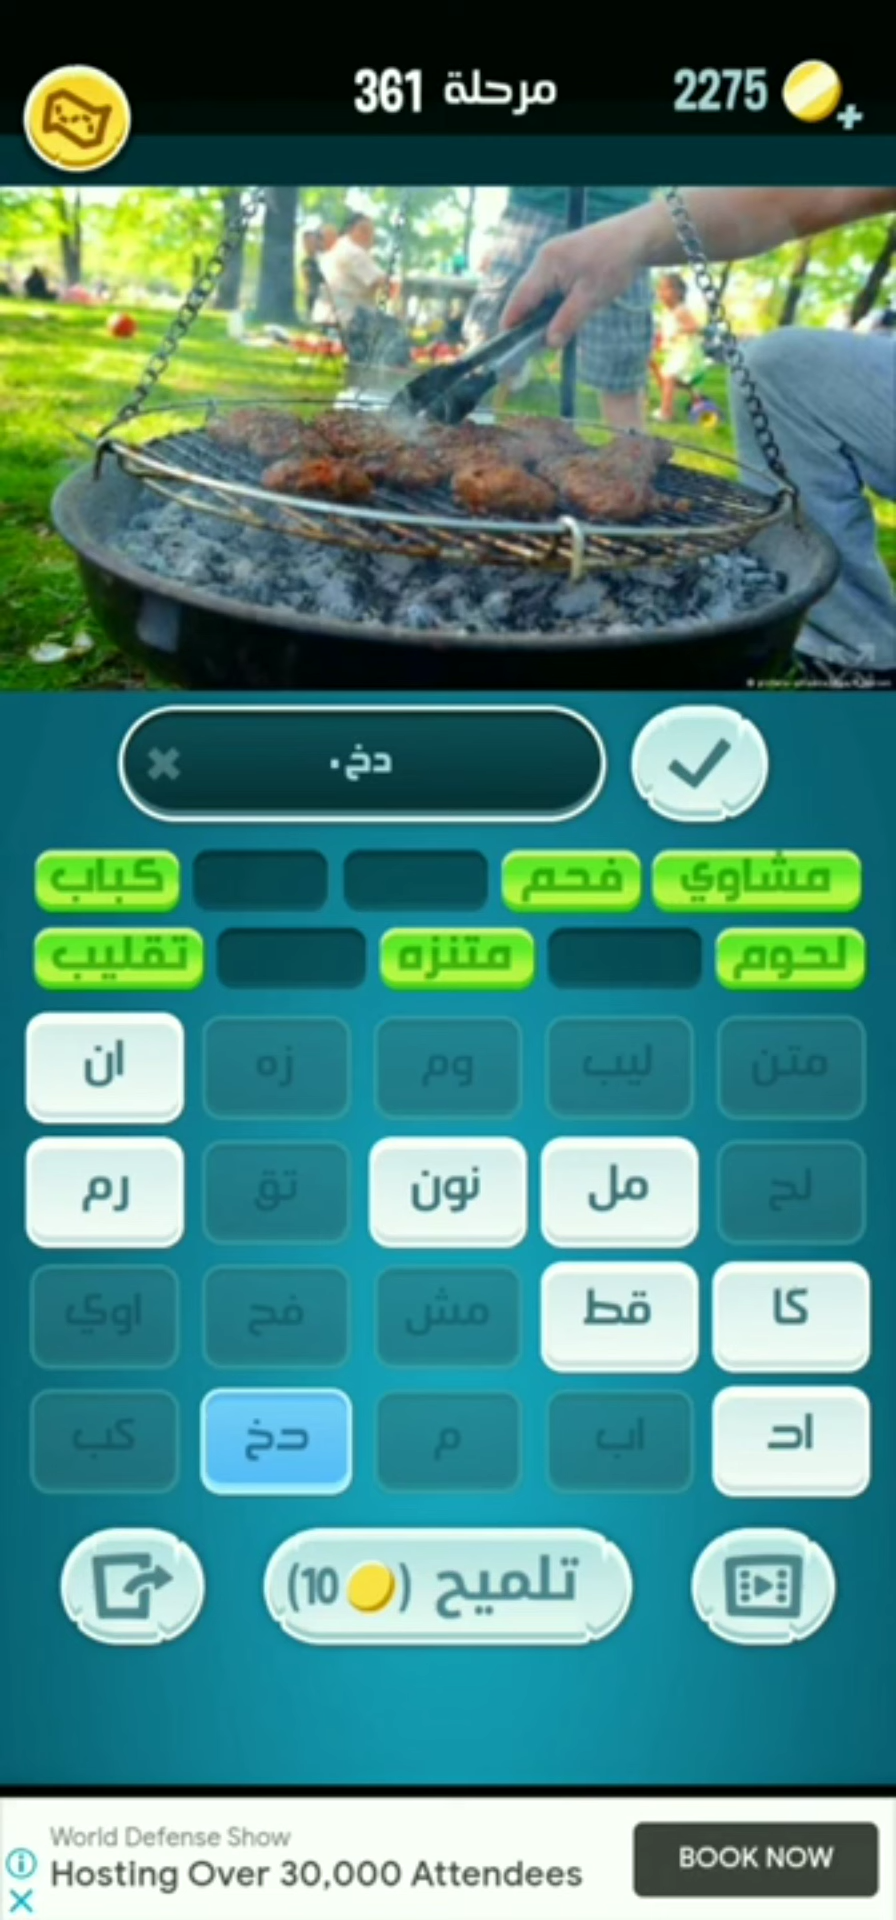 مرحلة 361
2275
دخ.
مشاوي فحم كباب
لحوم متنزه تقليب
متن ليب وم زه ان
لح مل نون تق رم
كا قط مش فح اوي
اد اب م دخ كب
تلميح (10)
World Defense Show
Hosting Over 30,000 Attendees
BOOK NOW